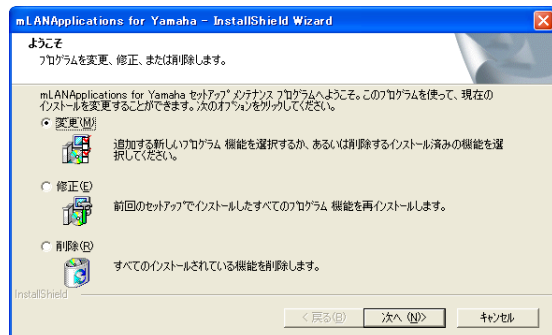 mLANApplications for Yamaha - InstallShield Wizard
ようこそ
プログラムを変更、修正、または削除します。
mLANApplications for Yamaha セットアップ メンテナンス プログラムへようこそ。このプログラムを使って、現在の
インストールを変更することができます。次のオプションをクリックしてください。
変更(M)
追加する新しいプログラム 機能を選択するか、あるいは削除するインストール済みの機能を選
択してください。
修正(E)
前回のセットアップでインストールしたすべてのプログラム 機能を再インストールします。
削除(R)
すべてのインストールされている機能を削除します。
InstallShield
< 戻る(B)
次へ (N)>
キャンセル